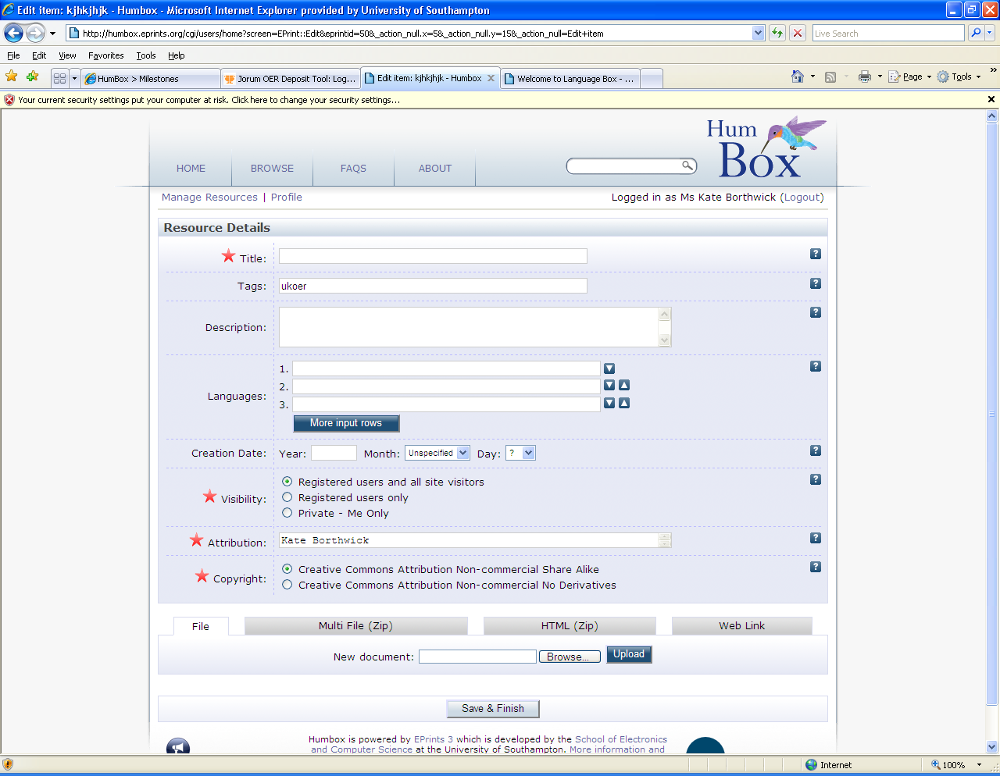 Edit item: kjhkjhjk - Humbox - Microsoft Internet Explorer provided by University of Southampton
http://humbox.eprints.org/cgi/users/home?screen=EPrint::Edit&eprintid=50&_action_null.x=5&_action_null.y=15&_action_null=Edit+item
Live Search
File Edit View Favorites Tools Help
HumBox > Milestones
Jorum OER Deposit Tool: Log...
Edit item: kjhkjhjk - Humbox
Welcome to Language Box - ...
Page Tools
Your current security settings put your computer at risk. Click here to change your security settings...
Hum
Box
HOME BROWSE FAQS ABOUT
Manage Resources | Profile
Logged in as Ms Kate Borthwick (Logout)
Resource Details
Title:
Tags: ukoer
Description:
Languages:
1.
2.
3.
More input rows
Creation Date: Year: Month: Unspecified Day: ?
Visibility:
Registered users and all site visitors
Registered users only
Private - Me Only
Attribution: Kate Borthwick
Copyright:
Creative Commons Attribution Non-commercial Share Alike
Creative Commons Attribution Non-commercial No Derivatives
File Multi File (Zip) HTML (Zip) Web Link
New document: Browse... Upload
Save & Finish
Humbox is powered by EPrints 3 which is developed by the School of Electronics
and Computer Science at the University of Southampton. More information and
Internet
100%